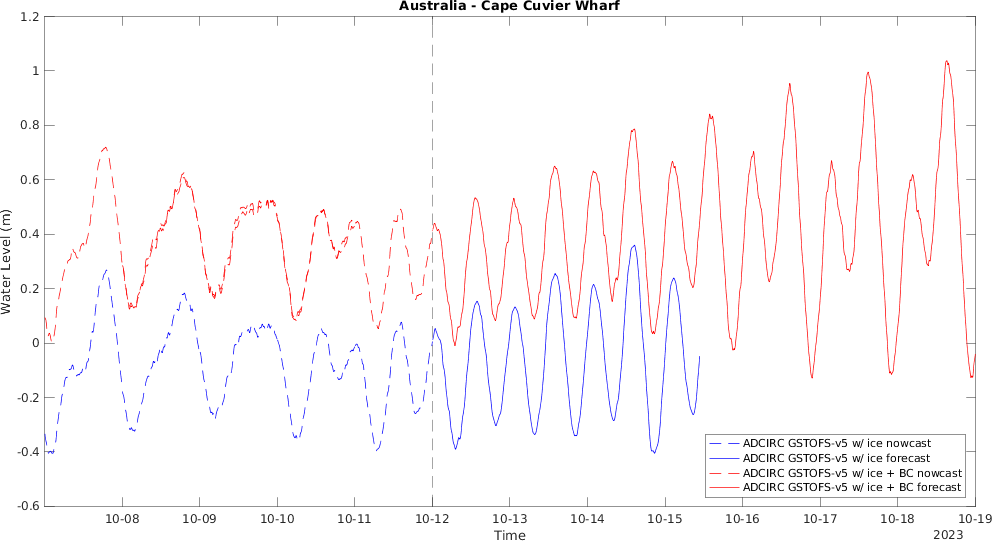 Australia - Cape Cuvier Wharf
1.2
1
0.8
0.6
0.4
0.2
0
-0.2
-0.4
-0.6
Water Level (m)
10-08 10-09 10-10 10-11 10-12 10-13 10-14 10-15 10-16 10-17 10-18 10-19
Time
2023
ADCIRC GSTOFS-v5 w/ ice nowcast
ADCIRC GSTOFS-v5 w/ ice forecast
ADCIRC GSTOFS-v5 w/ ice + BC nowcast
ADCIRC GSTOFS-v5 w/ ice + BC forecast